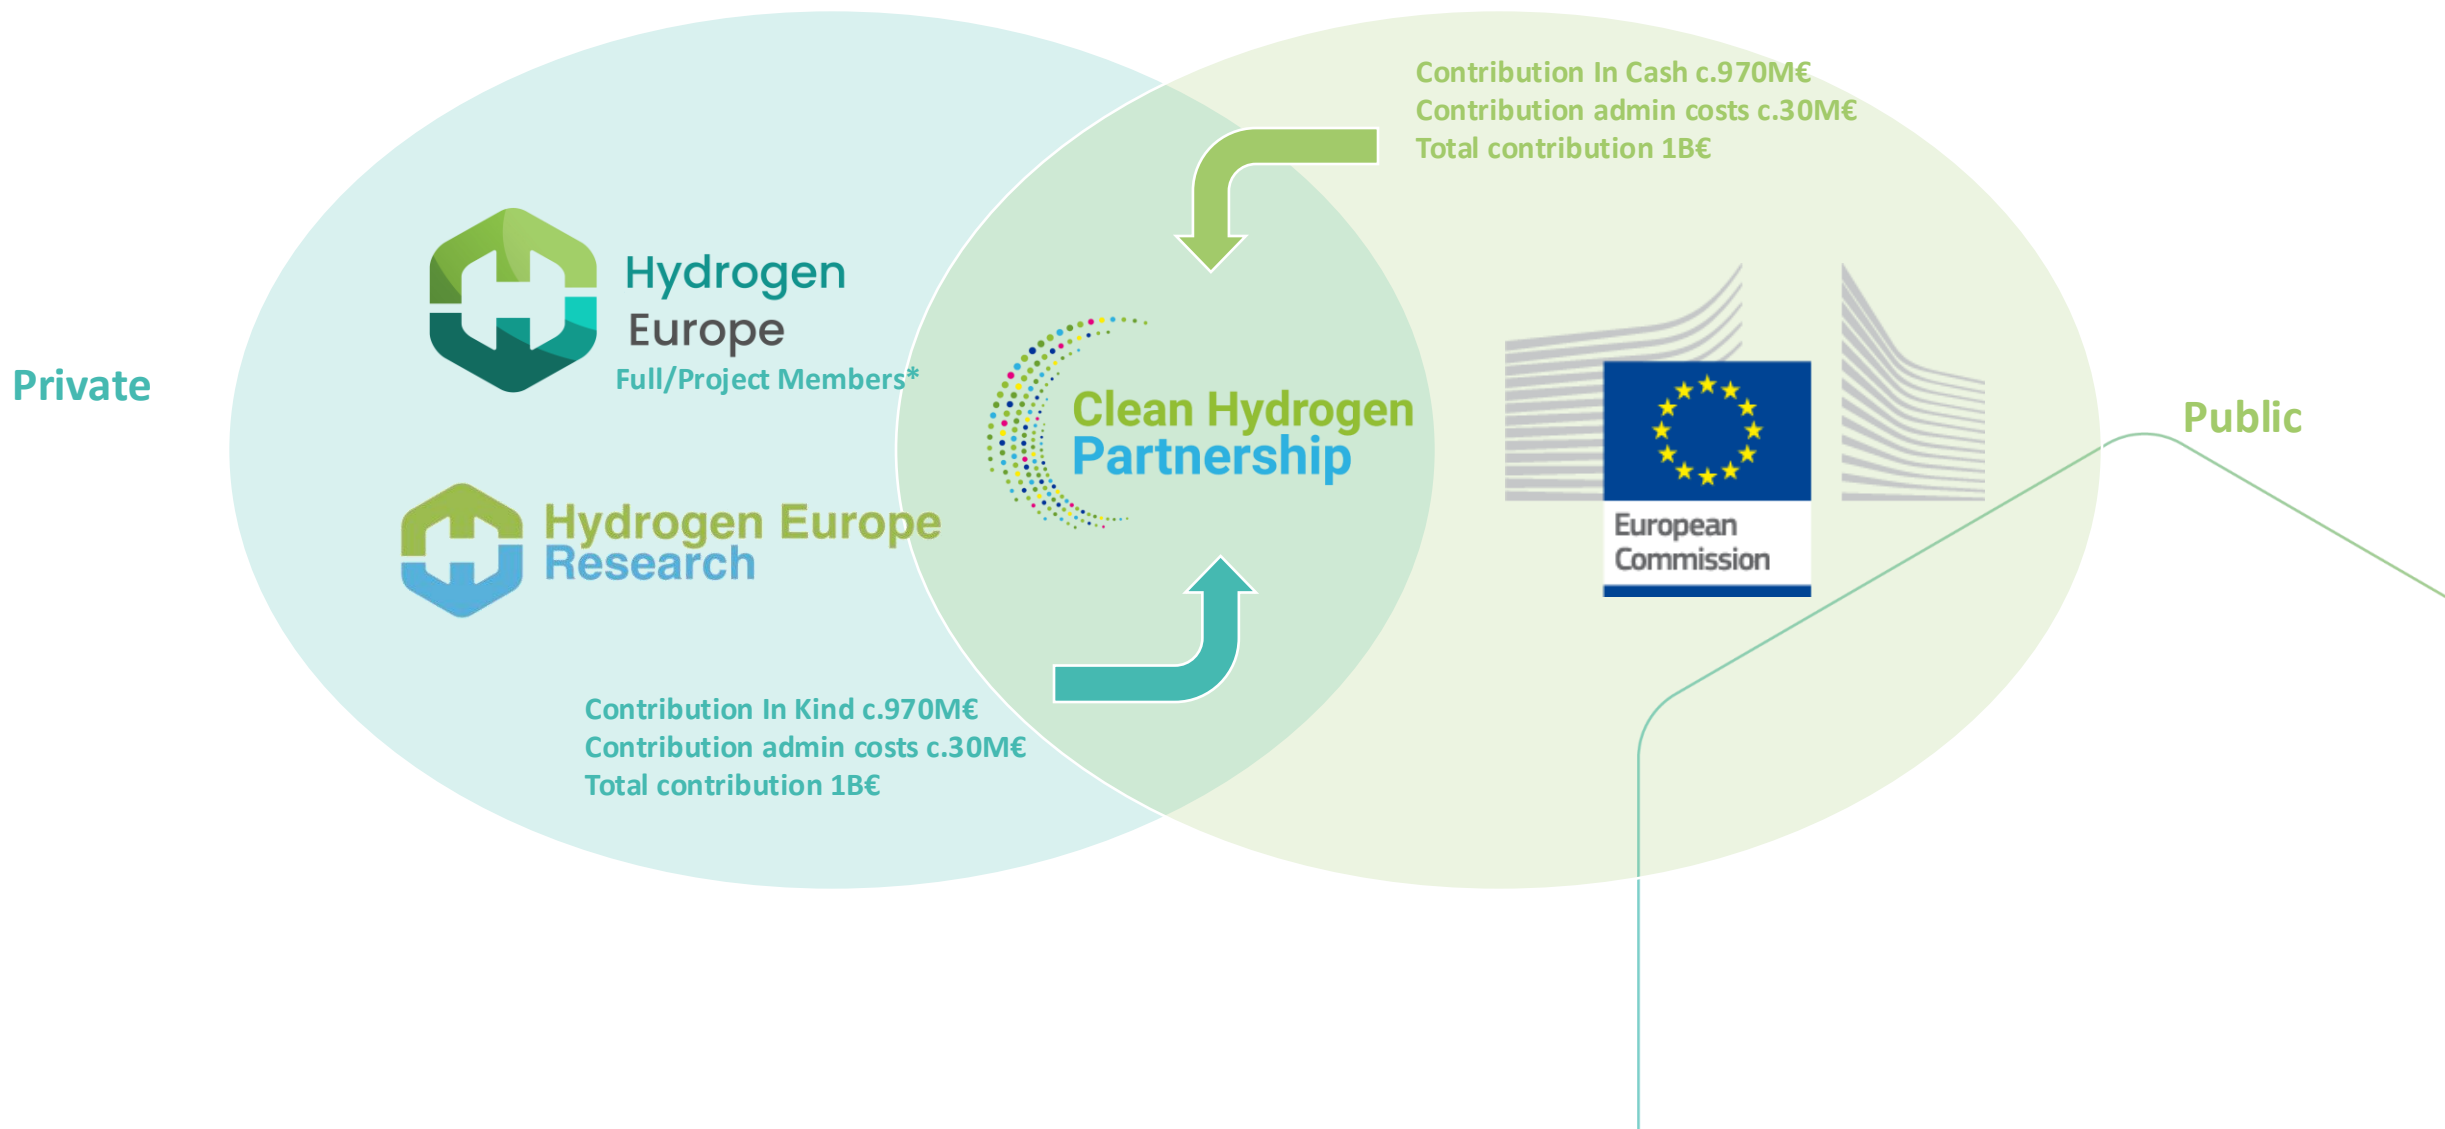 Private
Hydrogen
Europe
Full/Project Members*
Hydrogen Europe
Research
Contribution In Kind c.970M€
Contribution admin costs c.30M€
Total contribution 1B€
Clean Hydrogen
Partnership
Contribution In Cash c.970M€
Contribution admin costs c.30M€
Total contribution 1B€
European
Commission
Public